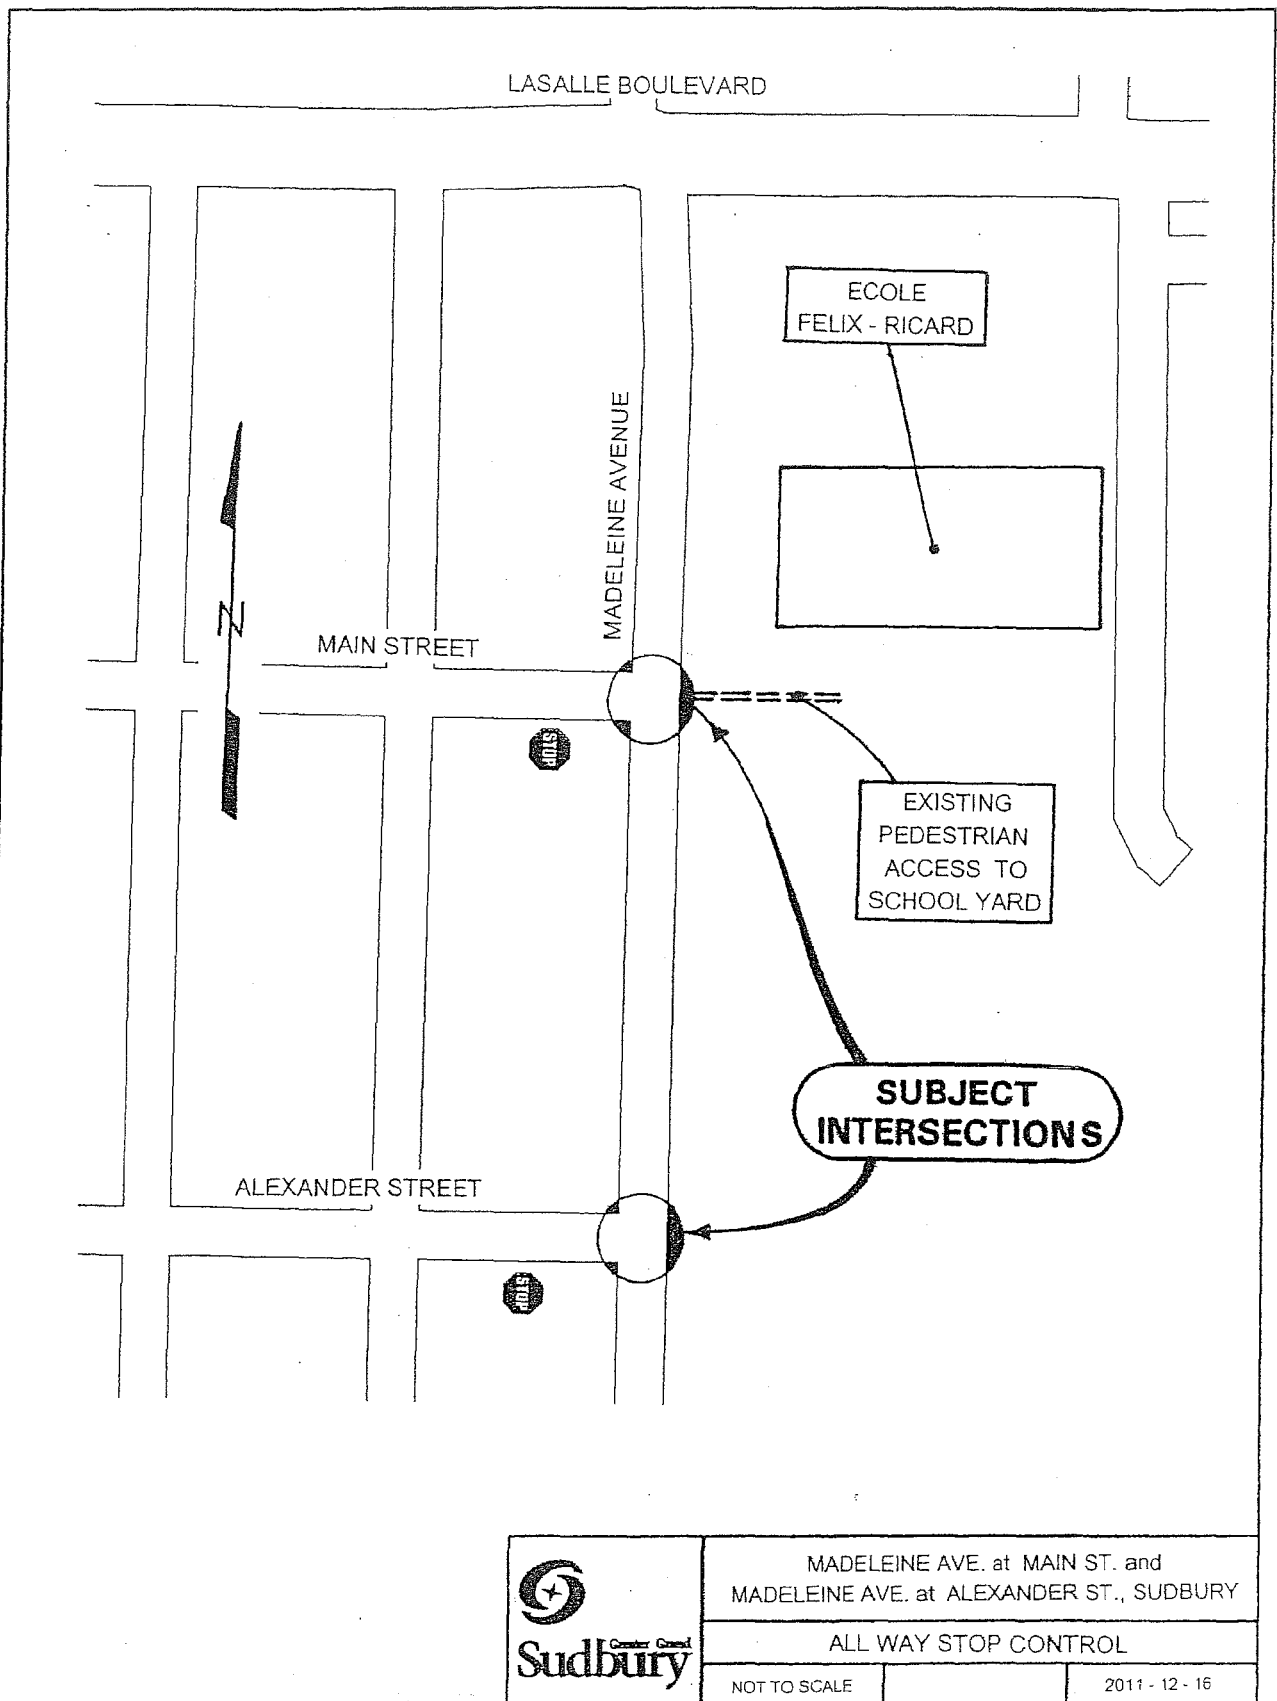 LASALLE BOULEVARD
ECOLE
FELIX - RICARD
MADELEINE AVENUE
N
MAIN STREET
STOP
EXISTING
PEDESTRIAN
ACCESS TO
SCHOOL YARD
SUBJECT
INTERSECTIONS
ALEXANDER STREET
STOP
MADELEINE AVE. at MAIN ST. and
MADELEINE AVE. at ALEXANDER ST., SUDBURY
ALL WAY STOP CONTROL
Greater Grand
Sudbury
NOT TO SCALE
2011 - 12 - 16